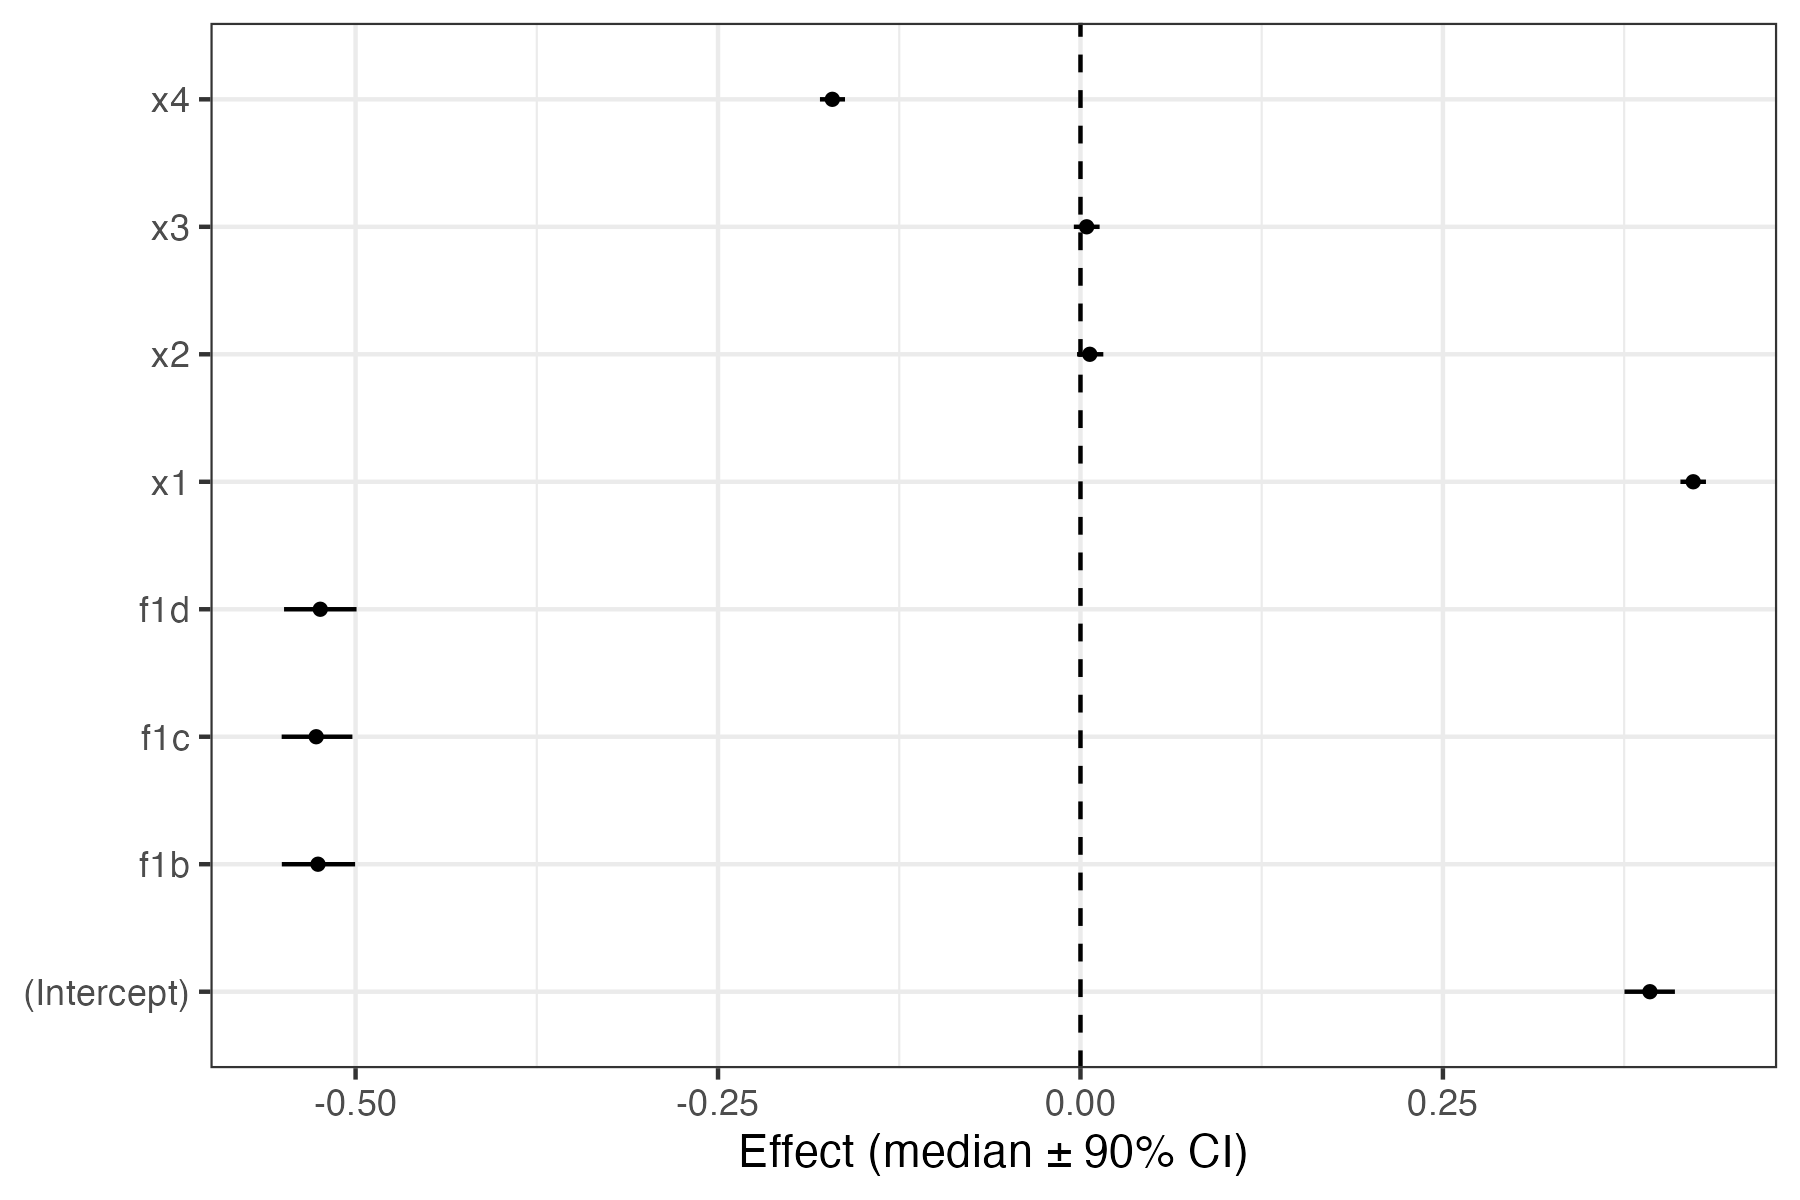 x4
x3
x2
x1
f1d
f1c
f1b
(Intercept)
-0.50 -0.25 0.00 0.25
Effect (median ± 90% CI)